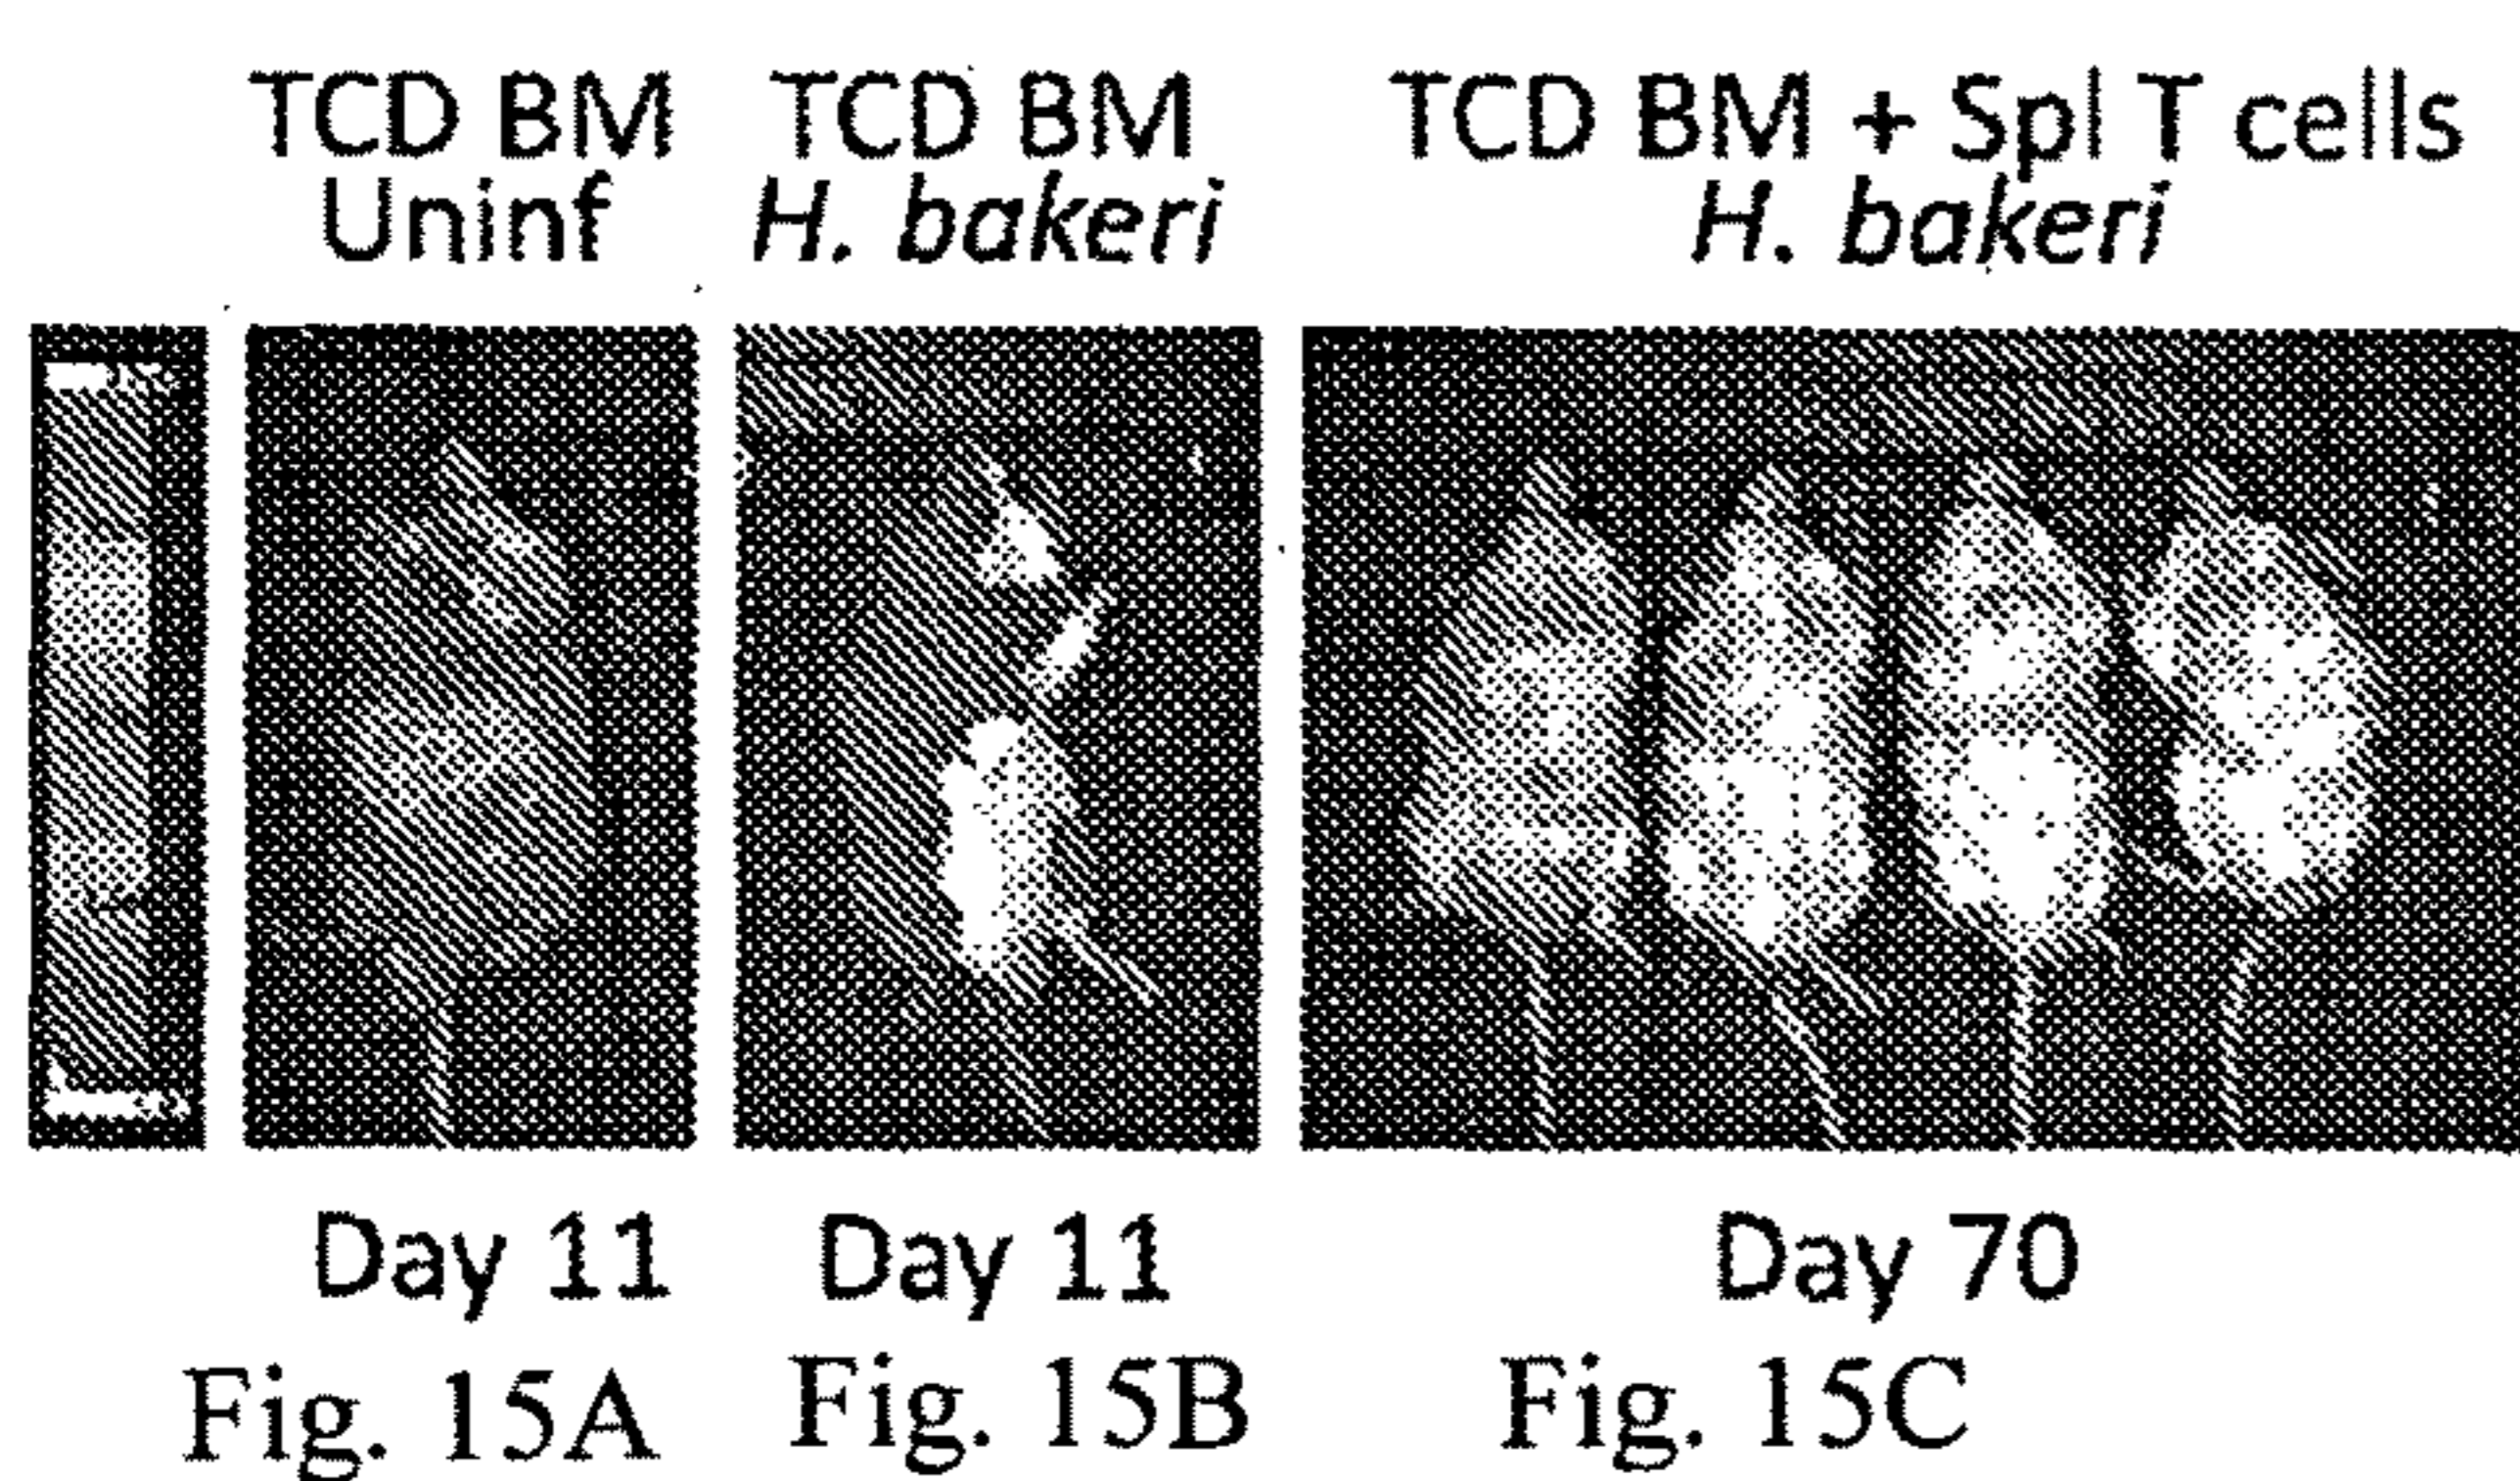 TCD BM
Uninf
TCD BM
H. bakeri
TCD BM + Spl T cells
H. bakeri
Day 11
Day 11
Day 70
Fig. 15A
Fig. 15B
Fig. 15C